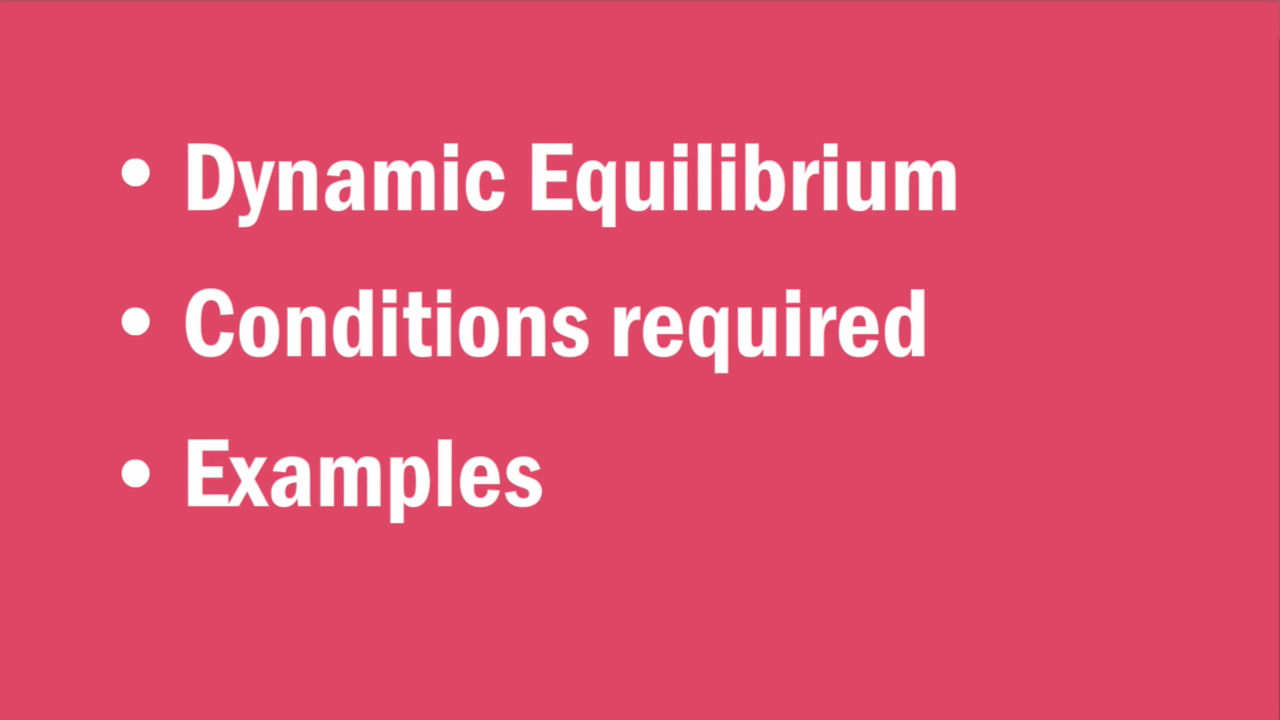 • Dynamic Equilibrium
• Conditions required
• Examples